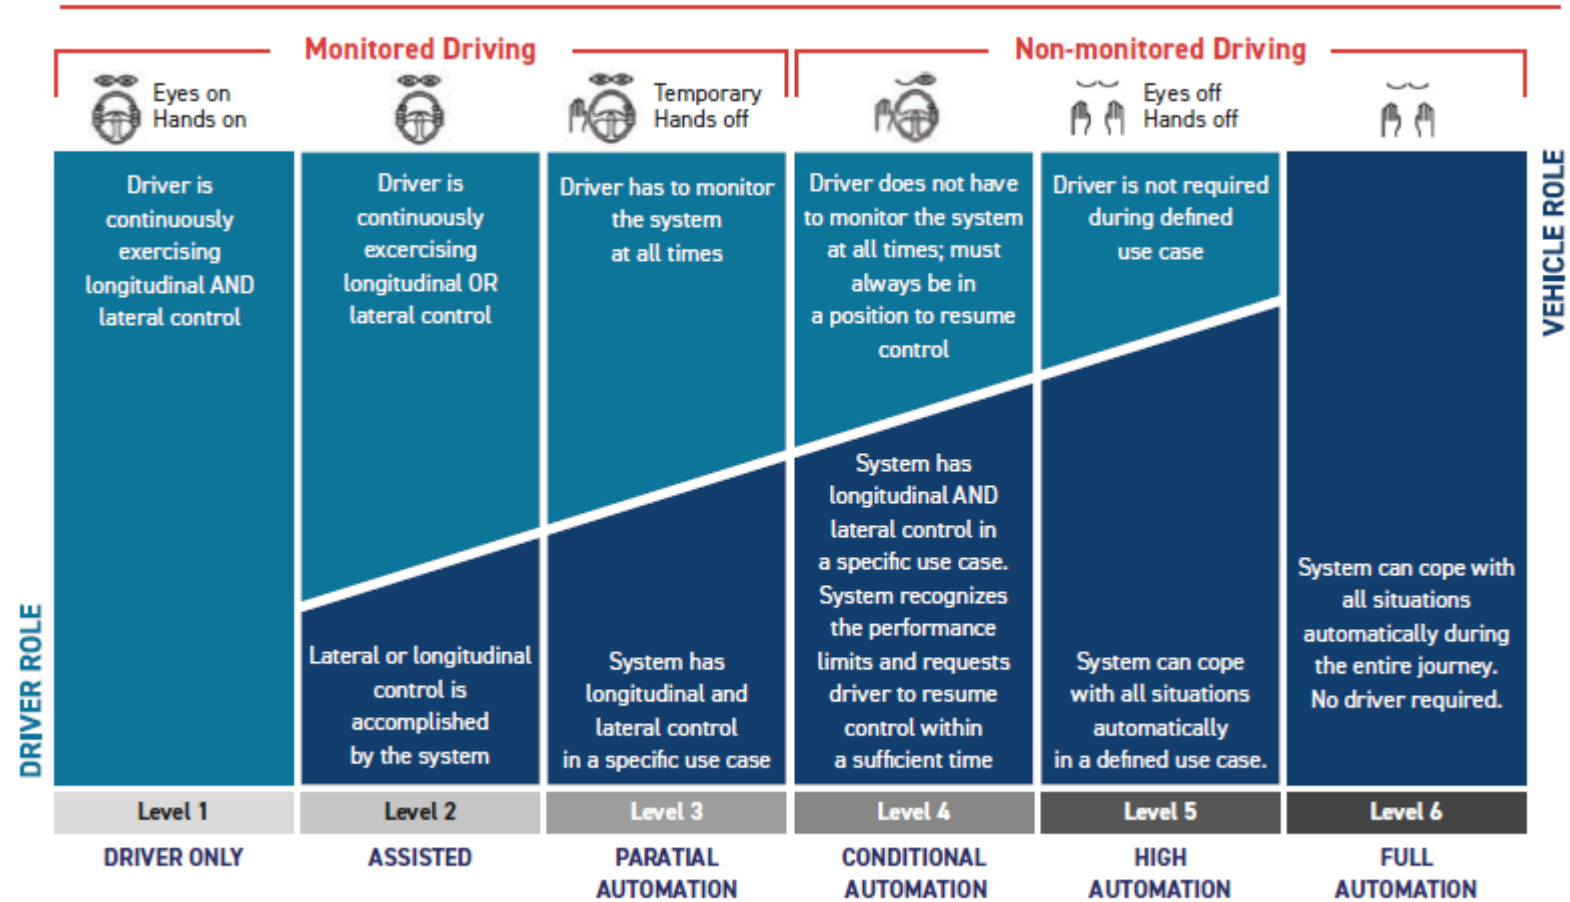 Monitored Driving
Non-monitored Driving
Eyes on
Hands on
Temporary
Hands off
Eyes off
Hands off
Driver is
continuously
exercising
longitudinal AND
lateral control
Driver is
continuously
excercising
longitudinal OR
lateral control
Driver has to monitor
the system
at all times
Driver does not have
to monitor the system
at all times; must
always be in
a position to resume
control
Driver is not required
during defined
use case
VEHICLE ROLE
DRIVER ROLE
Lateral or longitudinal
control is
accomplished
by the system
System has
longitudinal and
lateral control
in a specific use case
System has
longitudinal AND
lateral control in
a specific use case.
System recognizes
the performance
limits and requests
driver to resume
control within
a sufficient time
System can cope
with all situations
automatically
in a defined use case.
System can cope with
all situations
automatically during
the entire journey.
No driver required.
Level 1
Level 2
Level 3
Level 4
Level 5
Level 6
DRIVER ONLY
ASSISTED
PARATIAL
AUTOMATION
CONDITIONAL
AUTOMATION
HIGH
AUTOMATION
FULL
AUTOMATION